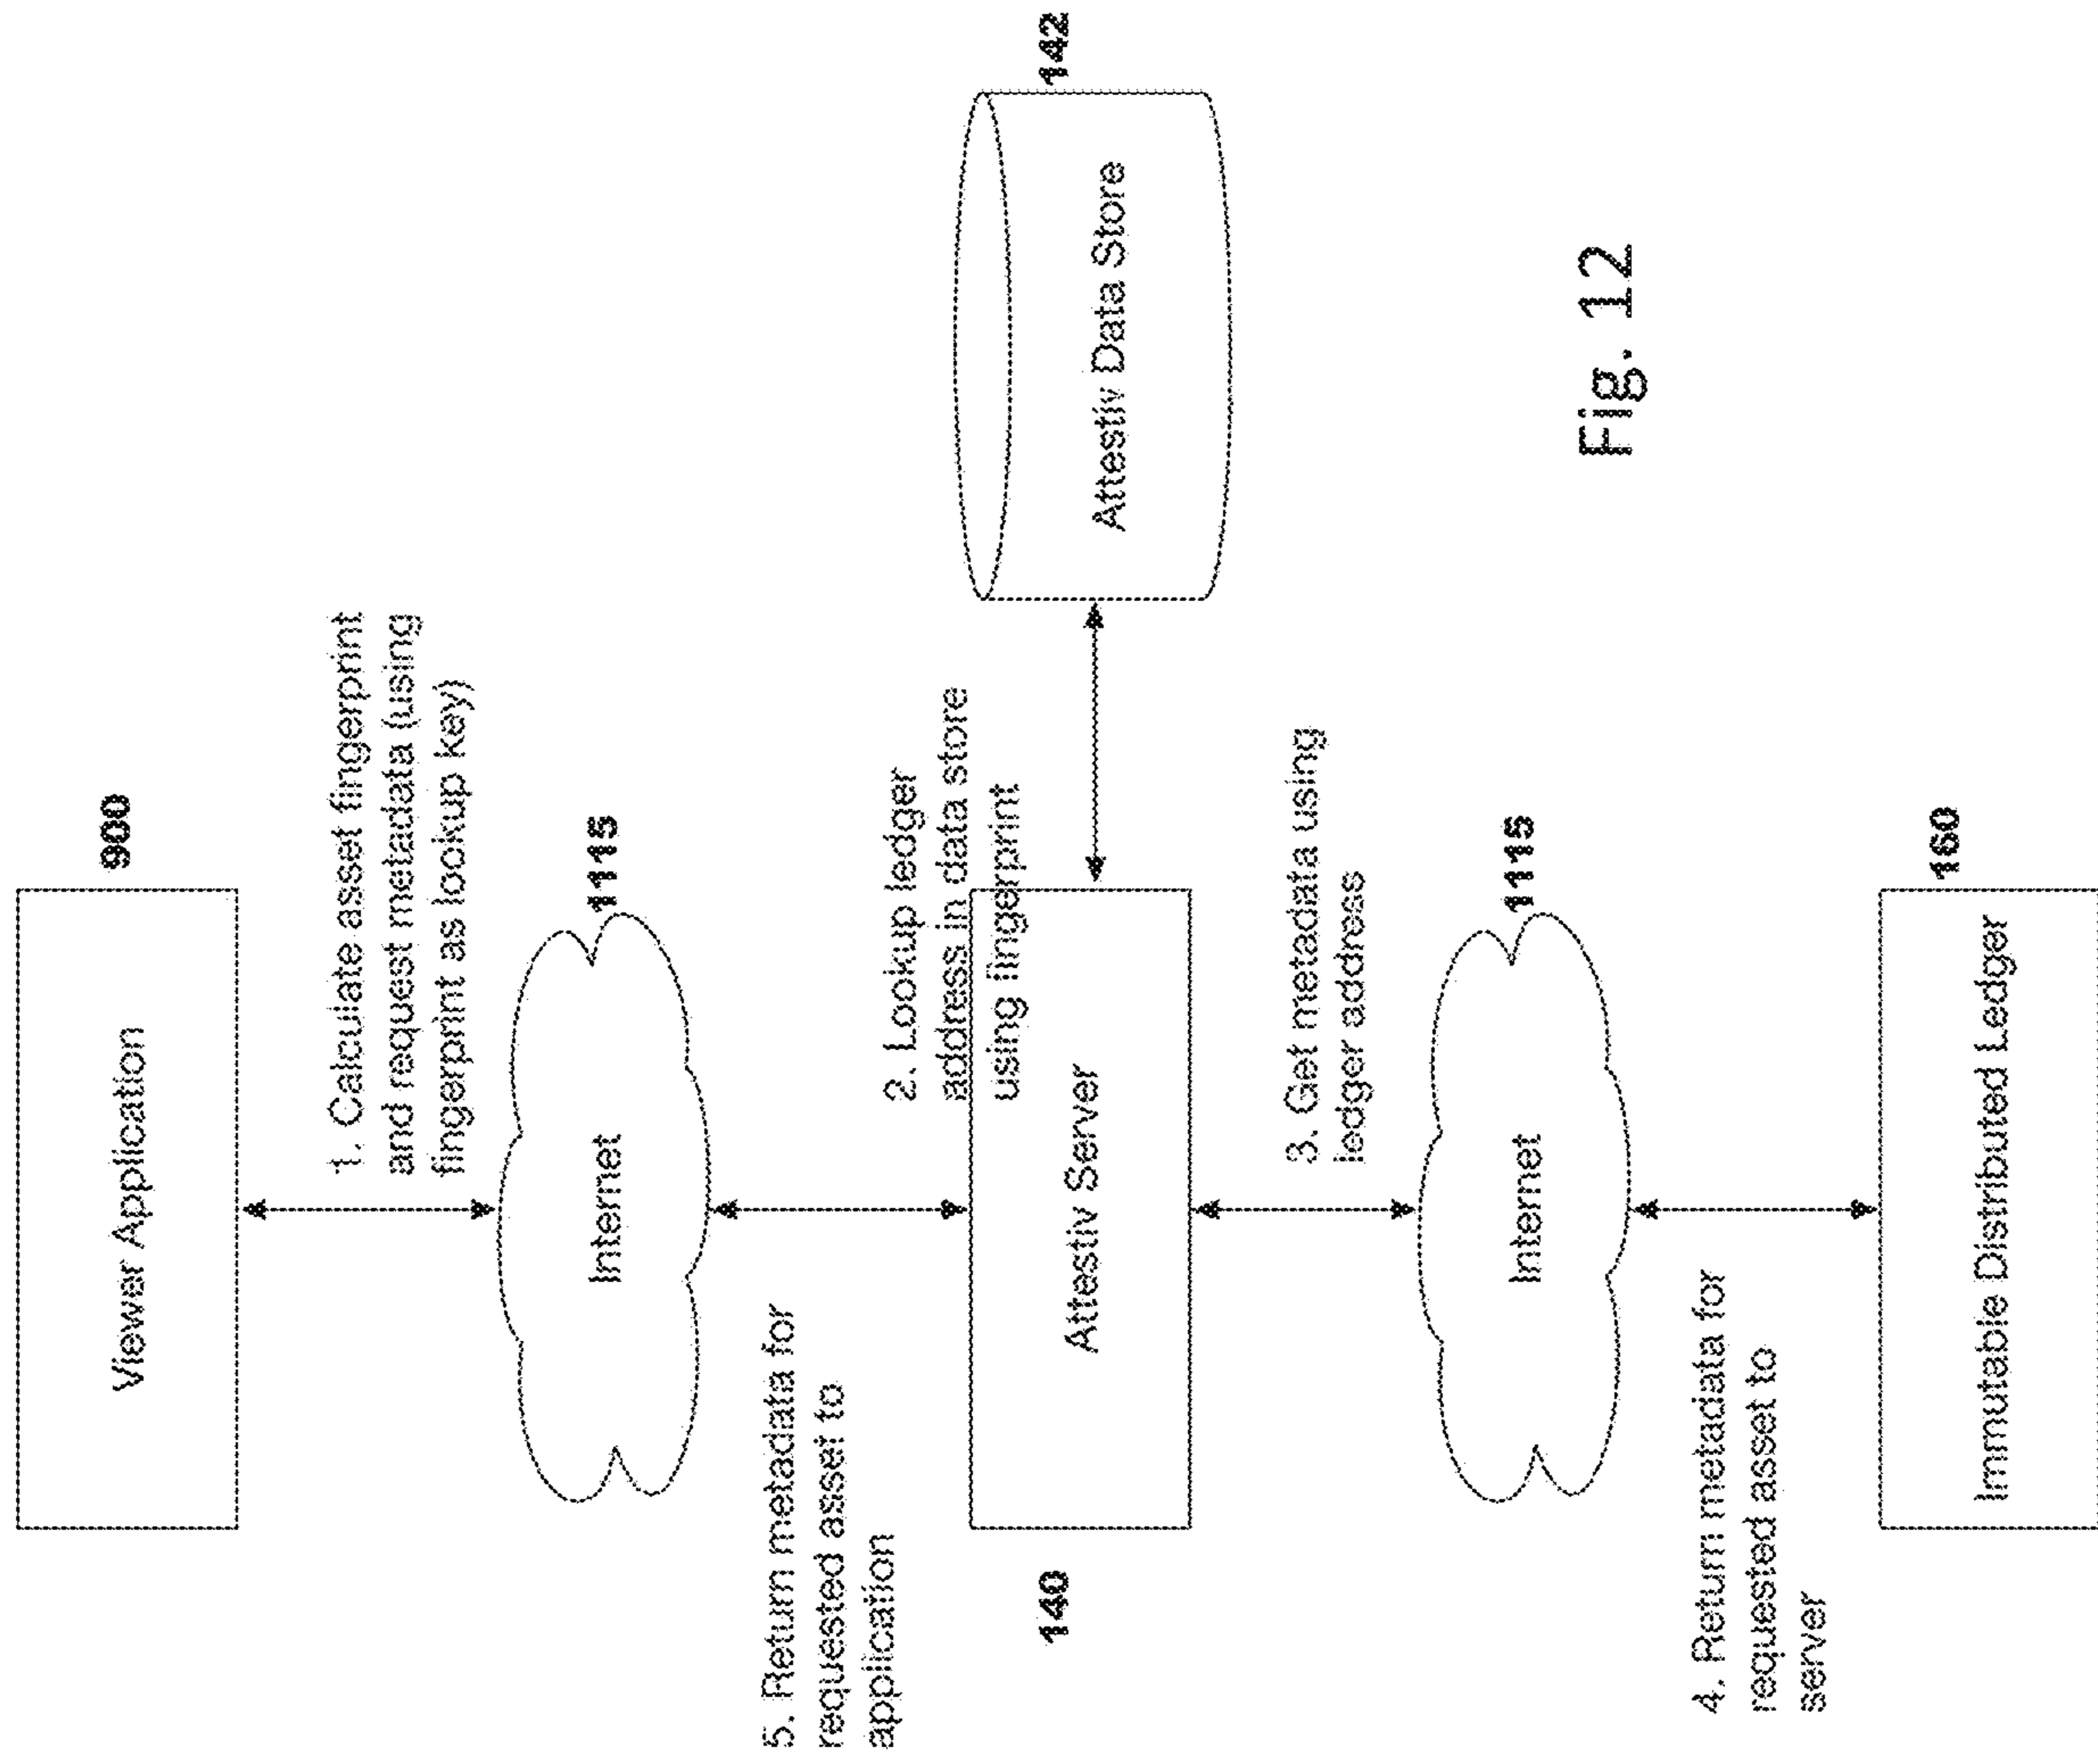 900
Viewer Application
1. Calculate asset fingerprint
and request metadata (using
fingerprint as lookup key)
1115
Internet
5. Return metadata for
requested asset to
application
2. Lookup ledger
address in data store
using fingerprint
140
Attestiv Server
142
Attestiv Data Store
3. Get metadata using
ledger address
1115
Internet
4. Return metadata for
requested asset to
server
160
Immutable Distributed Ledger
Fig. 12